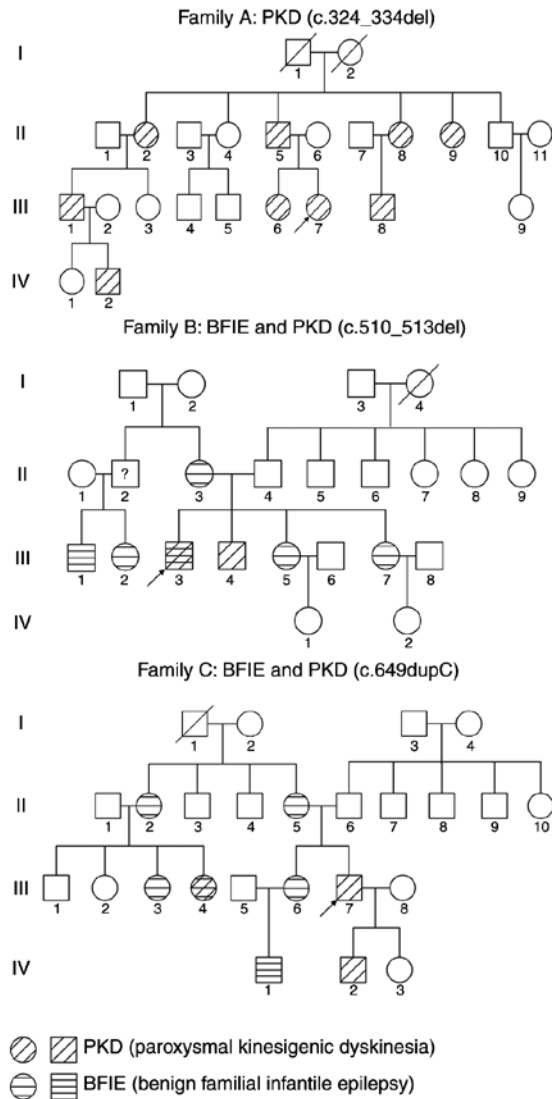 Family A: PKD (c.324_334del)
I
1 2
II
1 2 3 4 5 6 7 8 9 10 11
III
1 2 3 4 5 6 7 8 9
IV
1 2
Family B: BFIE and PKD (c.510_513del)
I
1 2 3 4
II
?
1 2 3 4 5 6 7 8 9
III
1 2 3 4 5 6 7 8
IV
1 2
Family C: BFIE and PKD (c.649dupC)
I
1 2 3 4
II
1 2 3 4 5 6 7 8 9 10
III
1 2 3 4 5 6 7 8
IV
1 2 3
PKD (paroxysmal kinesigenic dyskinesia)
BFIE (benign familial infantile epilepsy)